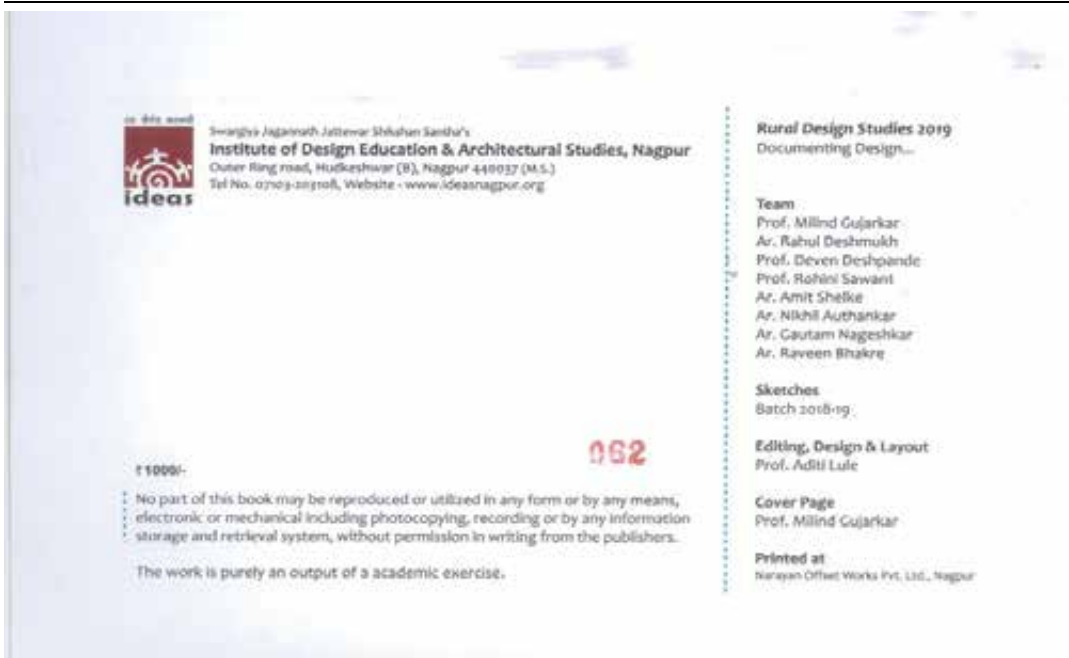 ideas
Swargiya Jagannath Jattewar Shikshan Santha's
Institute of Design Education & Architectural Studies, Nagpur
Outer Ring road, Hudkeshwar (B), Nagpur 440037 (M.S.)
Tel No. 07103-203108, Website - www.ideasnagpur.org
062
₹ 1000/-
No part of this book may be reproduced or utilized in any form or by any means,
electronic or mechanical including photocopying, recording or by any information
storage and retrieval system, without permission in writing from the publishers.
The work is purely an output of a academic exercise.
Rural Design Studies 2019
Documenting Design...
Team
Prof. Milind Gujarkar
Ar. Rahul Deshmukh
Prof. Deven Deshpande
Prof. Rohini Sawant
Ar. Amit Shelke
Ar. Nikhil Authankar
Ar. Gautam Nageshkar
Ar. Raveen Bhakre
Sketches
Batch 2018-19
Editing, Design & Layout
Prof. Aditi Lule
Cover Page
Prof. Milind Gujarkar
Printed at
Narayan Offset Works Pvt. Ltd., Nagpur